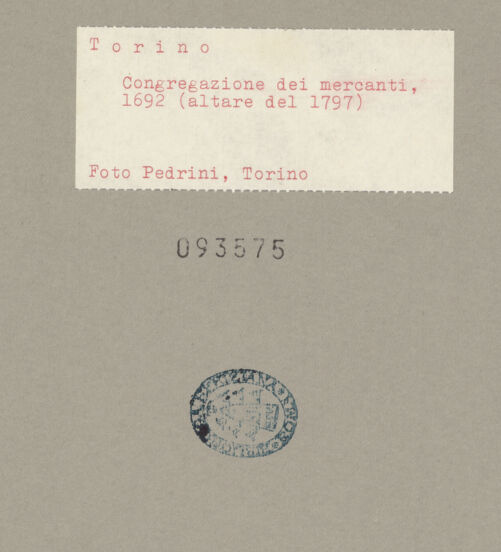 T o r i n o
Congregazione dei mercanti,
1692 (altare del 1797)
Foto Pedrini, Torino
093575